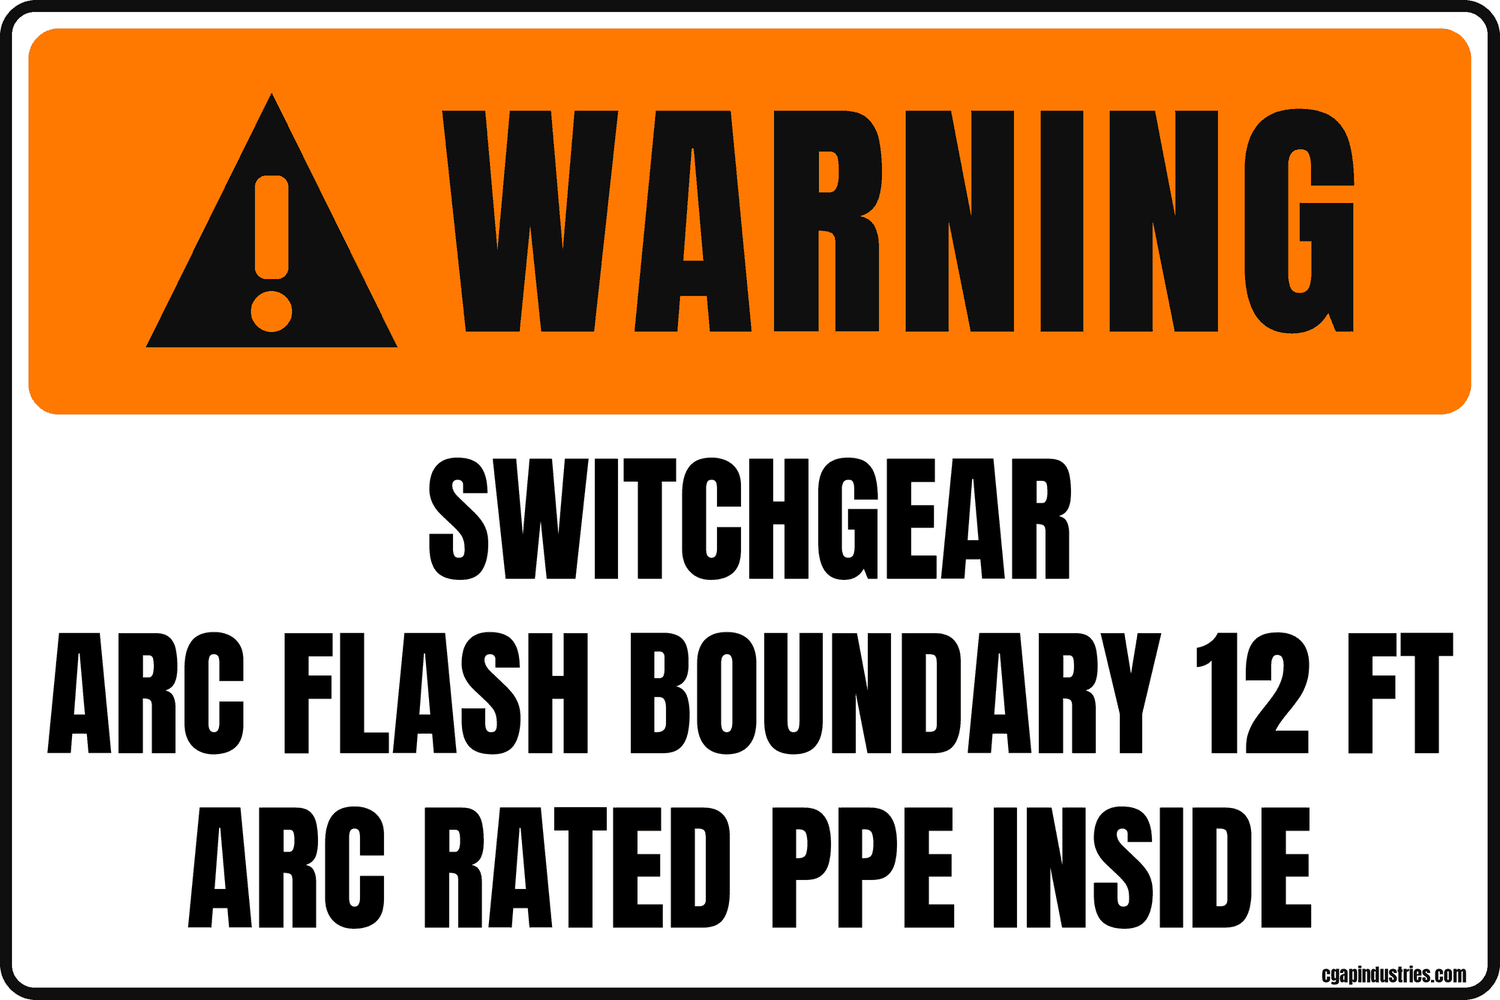 WARNING
SWITCHGEAR
ARC FLASH BOUNDARY 12 FT
ARC RATED PPE INSIDE
cgapindustries.com